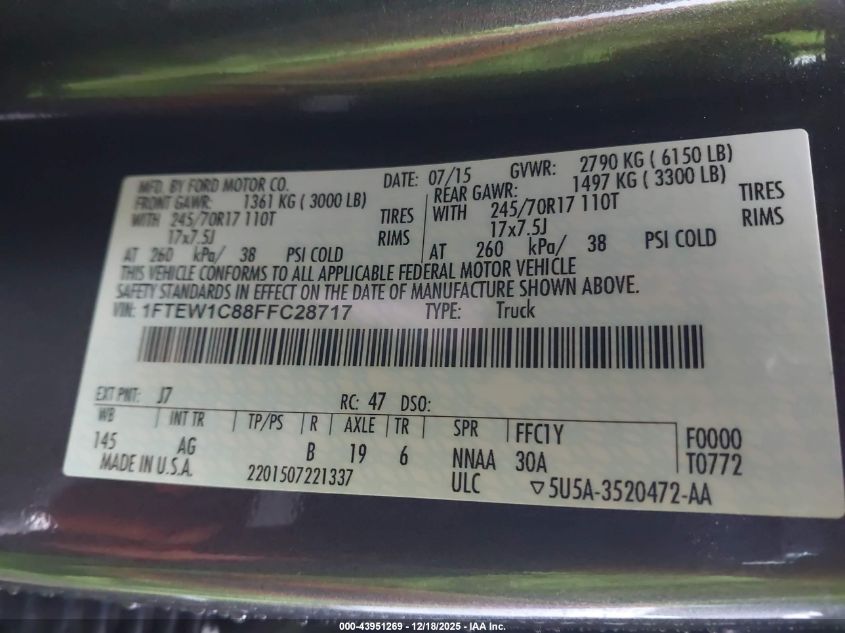 MFD. BY FORD MOTOR CO. DATE: 07/15 GVWR: 2790 KG ( 6150 LB)
FRONT GAWR: 1361 KG ( 3000 LB) REAR GAWR: 1497 KG ( 3300 LB)
WITH 245/70R17 110T TIRES WITH 245/70R17 110T TIRES
17x7.5J RIMS 17x7.5J RIMS
AT 260 kPa/ 38 PSI COLD AT 260 kPa/ 38 PSI COLD
THIS VEHICLE CONFORMS TO ALL APPLICABLE FEDERAL MOTOR VEHICLE
SAFETY STANDARDS IN EFFECT ON THE DATE OF MANUFACTURE SHOWN ABOVE.
VIN: 1FTEW1C88FFC28717 TYPE: Truck
EXT PNT: J7 RC: 47 DSO:
WB INT TR TP/PS R AXLE TR SPR FFC1Y F0000
145 AG B 19 6 NNAA 30A T0772
MADE IN U.S.A. 2201507221337 ULC ▽5U5A-3520472-AA
000-43951269 - 12/18/2025 - IAA Inc.